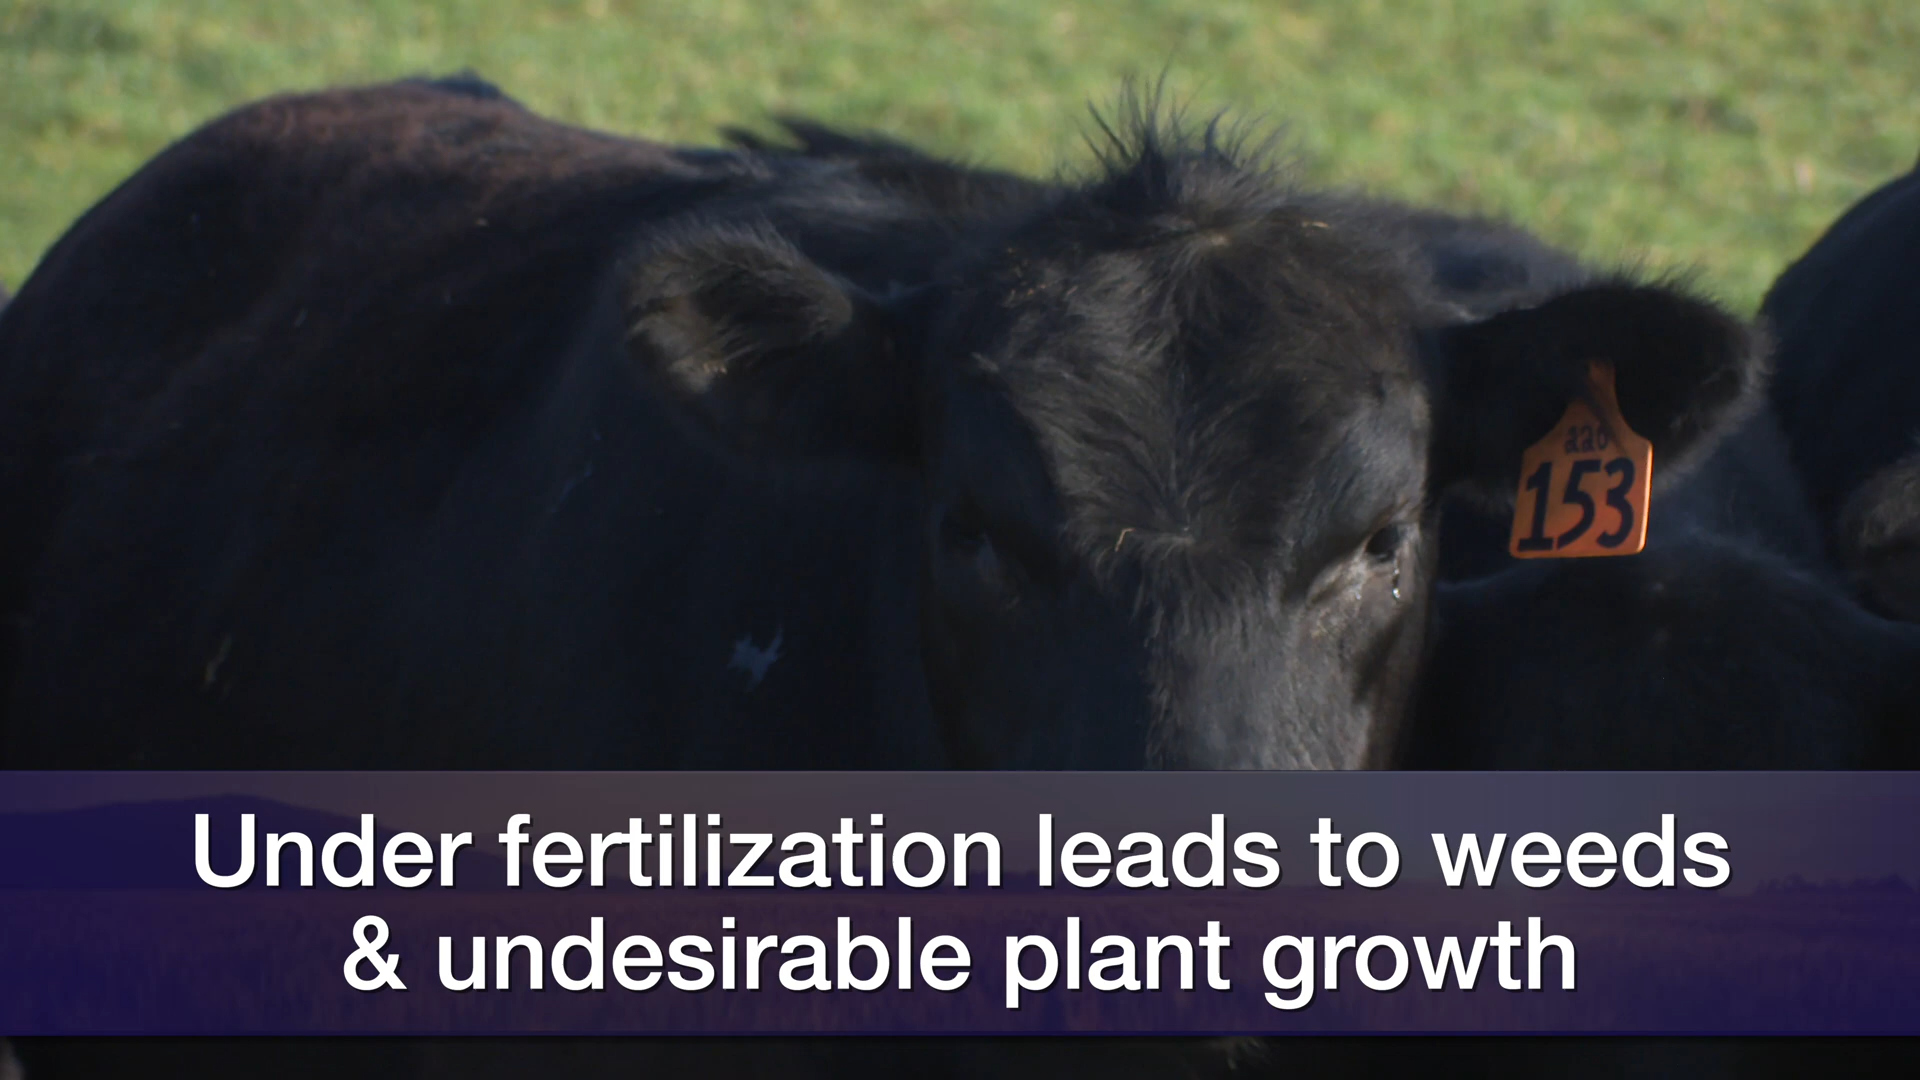 153
Under fertilization leads to weeds
& undesirable plant growth